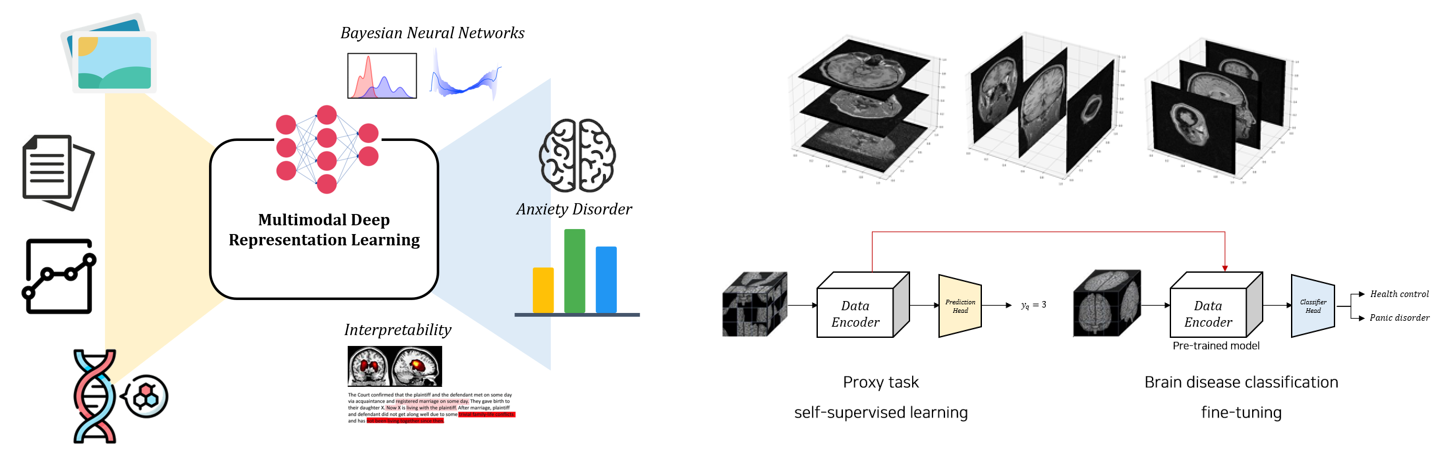 Bayesian Neural Networks
Multimodal Deep
Representation Learning
Anxiety Disorder
Interpretability
The Court confirmed that the plaintiff and the defendant met on some day
via acquaintance and registered marriage on some day. They gave birth to
their daughter X. Now X is living with the plaintiff. After marriage, plaintiff
and defendant did not get along well due to some
and has
Data
Encoder
Prediction
Head
y_q = 3
Data
Encoder
Pre-trained model
Classifier
Head
Health control
Panic disorder
Proxy task
self-supervised learning
Brain disease classification
fine-tuning